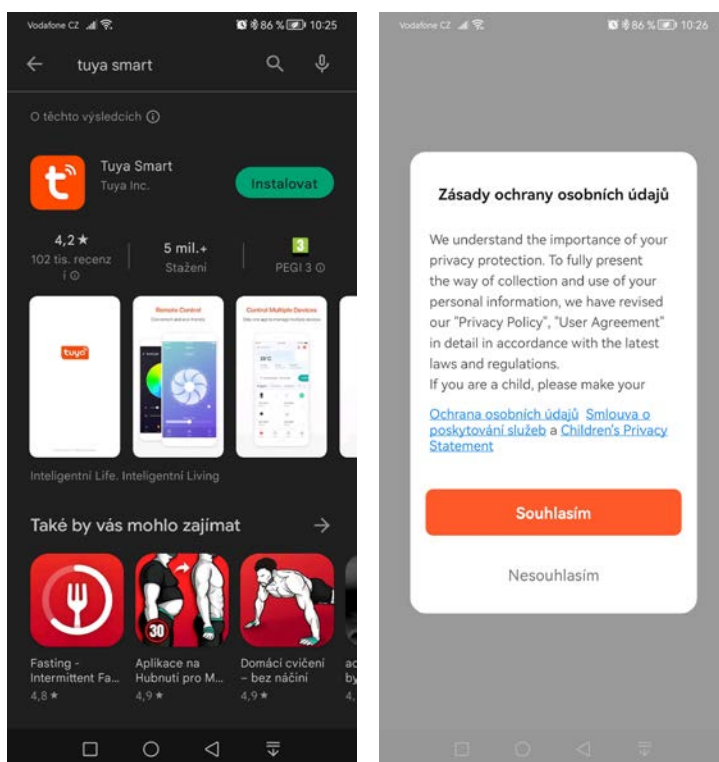 Vodafone CZ 86 % 10:25
tuya smart
O těchto výsledcích
Tuya Smart
Tuya Inc.
Instalovat
4,2 ★
102 tis. recenz
í
5 mil.+
Stažení
3
PEGI 3
tuya
Remote Control
Control Multiple Devices
Inteligentní Life. Inteligentní Living
Také by vás mohlo zajímat
30
Fasting -
Intermittent Fa...
4,8 ★
Aplikace na
Hubnutí pro M...
4,9 ★
Domácí cvičení
– bez náčiní
4,9 ★
Vodafone CZ 86 % 10:26
Zásady ochrany osobních údajů
We understand the importance of your
privacy protection. To fully present
the way of collection and use of your
personal information, we have revised
our "Privacy Policy", "User Agreement"
in detail in accordance with the latest
laws and regulations.
If you are a child, please make your
Ochrana osobních údajů Smlouva o
poskytování služeb a Children's Privacy
Statement
Souhlasím
Nesouhlasím